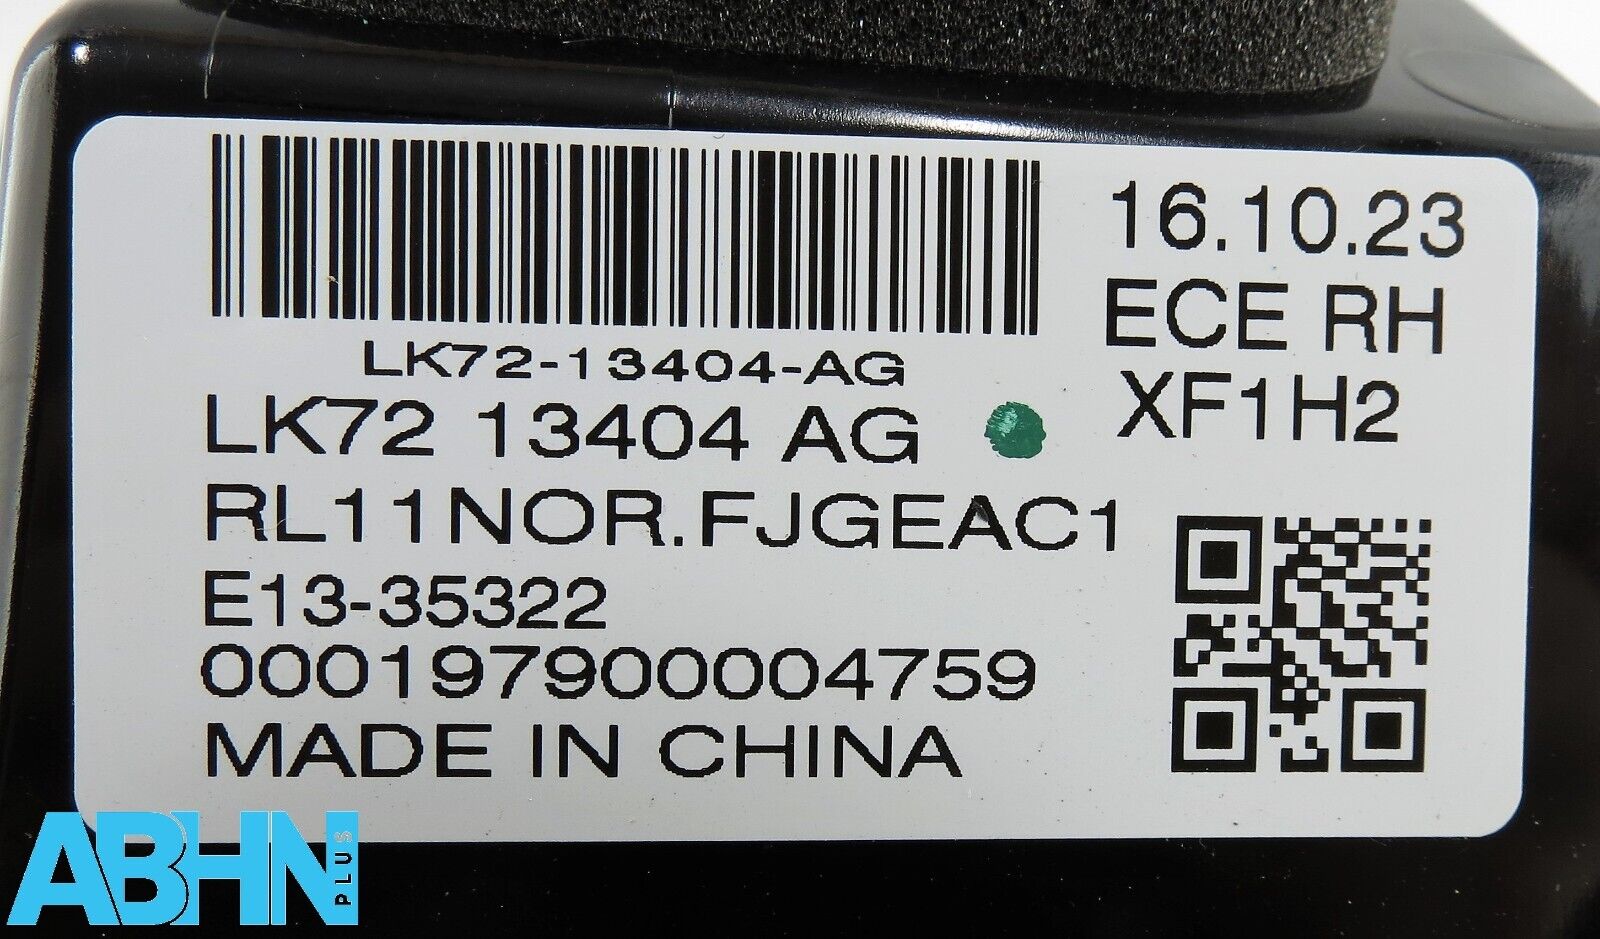 LK72-13404-AG
LK72 13404 AG
RL11NOR.FJGEAC1
E13-35322
000197900004759
MADE IN CHINA
16.10.23
ECE RH
XF1H2
ABHN
PLUS